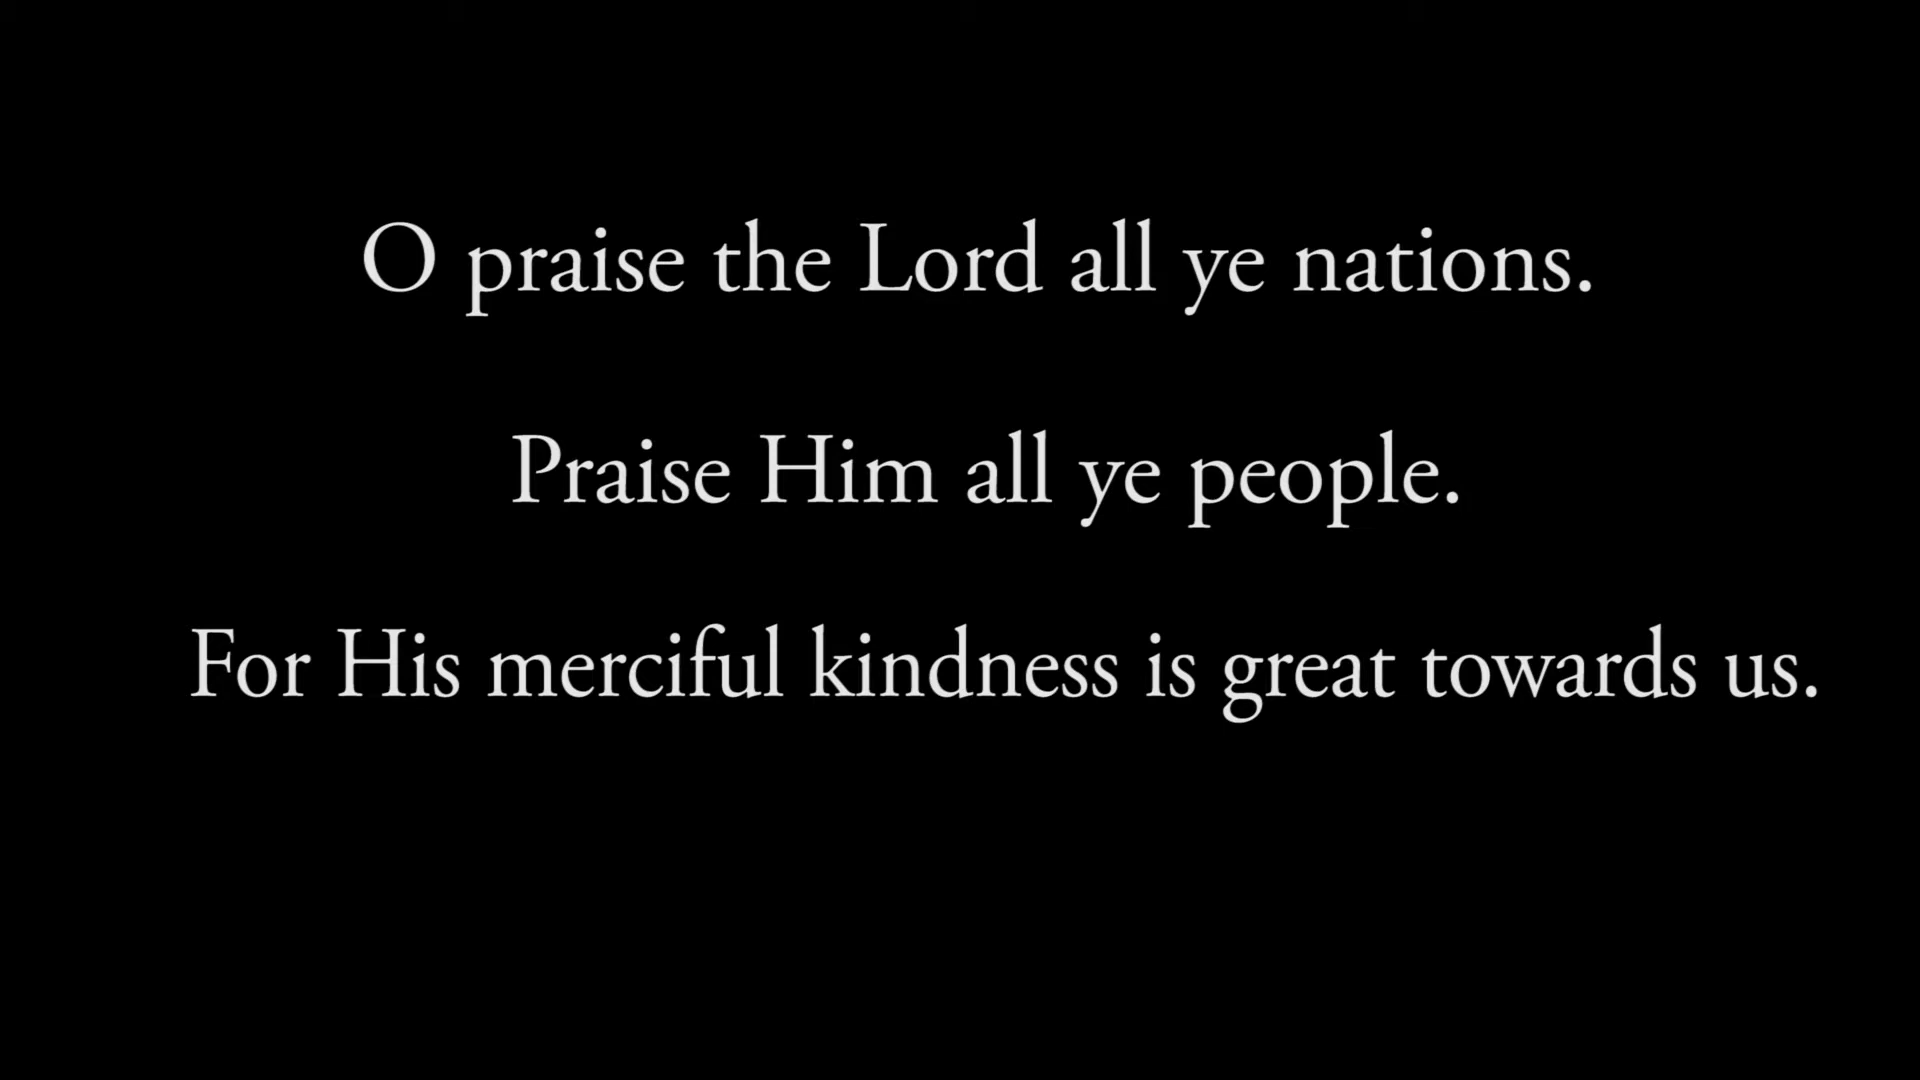 O praise the Lord all ye nations.
Praise Him all ye people.
For His merciful kindness is great towards us.